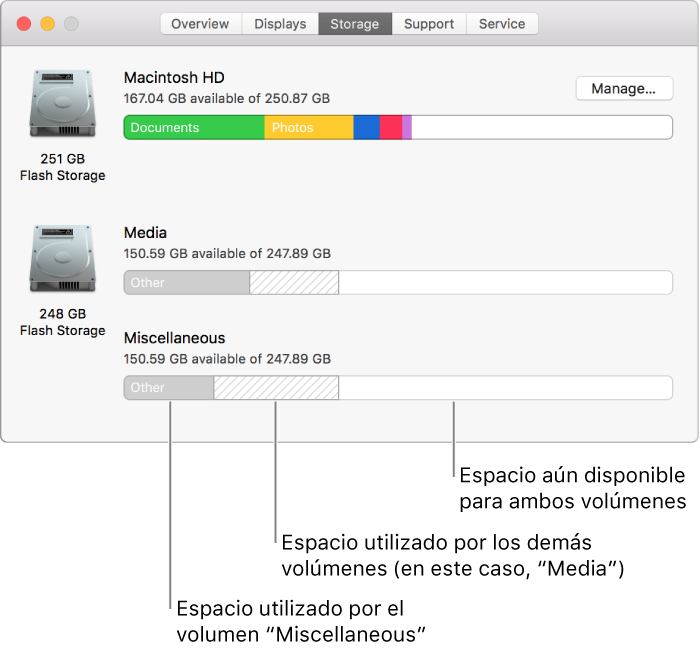 Overview Displays Storage Support Service
Macintosh HD
167.04 GB available of 250.87 GB
Manage...
Documents Photos
251 GB
Flash Storage
Media
150.59 GB available of 247.89 GB
Other
248 GB
Flash Storage
Miscellaneous
150.59 GB available of 247.89 GB
Other
Espacio aún disponible
para ambos volúmenes
Espacio utilizado por los demás
volúmenes (en este caso, “Media”)
Espacio utilizado por el
volumen “Miscellaneous”